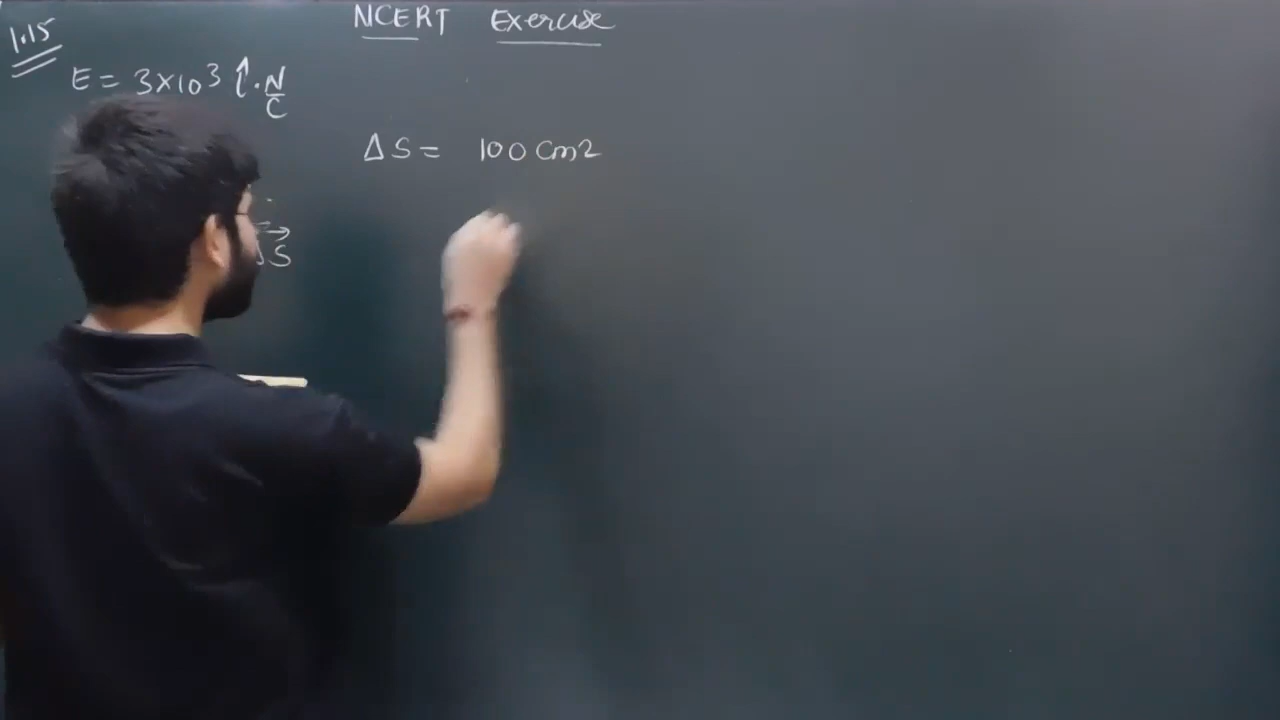 NCERT Exercise
1.15
E = 3×10³ î · N/C
ΔS = 100 cm2
S